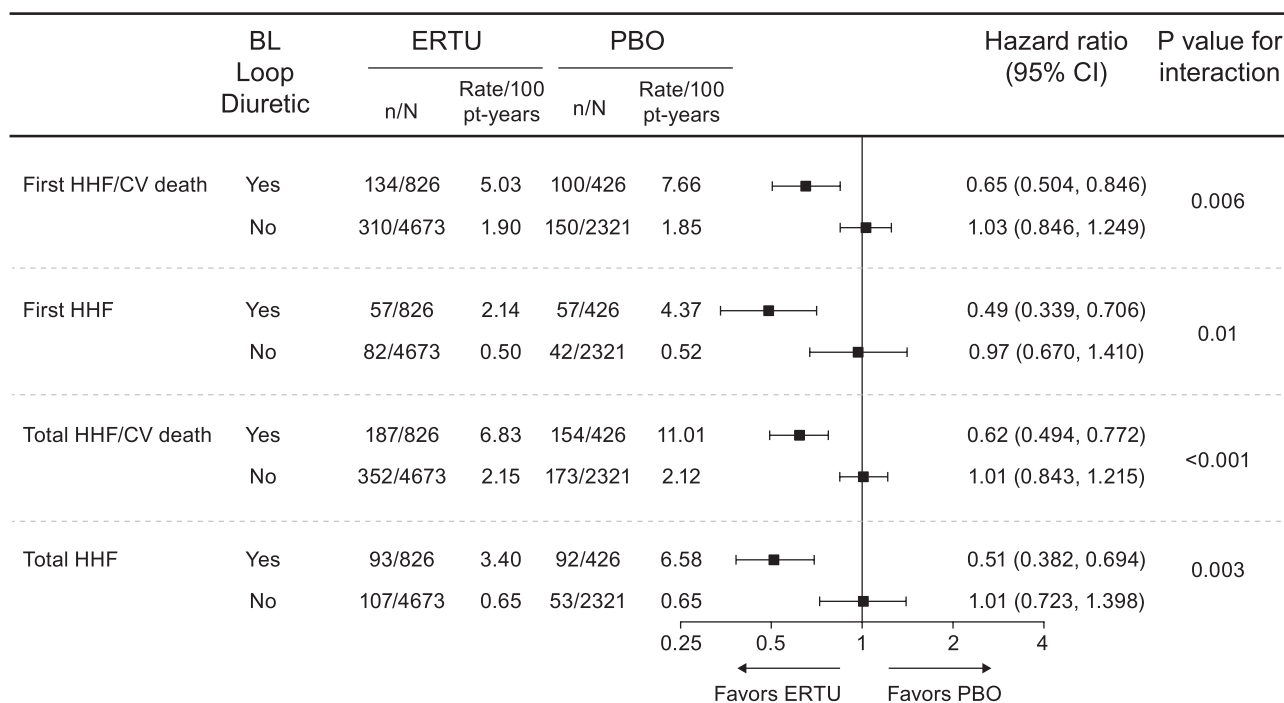 BL Loop Diuretic ERTU PBO Hazard ratio (95% CI) P value for interaction
n/N Rate/100 pt-years n/N Rate/100 pt-years
First HHF/CV death Yes 134/826 5.03 100/426 7.66 0.65 (0.504, 0.846)
0.006
No 310/4673 1.90 150/2321 1.85 1.03 (0.846, 1.249)
First HHF Yes 57/826 2.14 57/426 4.37 0.49 (0.339, 0.706)
0.01
No 82/4673 0.50 42/2321 0.52 0.97 (0.670, 1.410)
Total HHF/CV death Yes 187/826 6.83 154/426 11.01 0.62 (0.494, 0.772)
<0.001
No 352/4673 2.15 173/2321 2.12 1.01 (0.843, 1.215)
Total HHF Yes 93/826 3.40 92/426 6.58 0.51 (0.382, 0.694)
0.003
No 107/4673 0.65 53/2321 0.65 1.01 (0.723, 1.398)
0.25 0.5 1 2 4
Favors ERTU Favors PBO